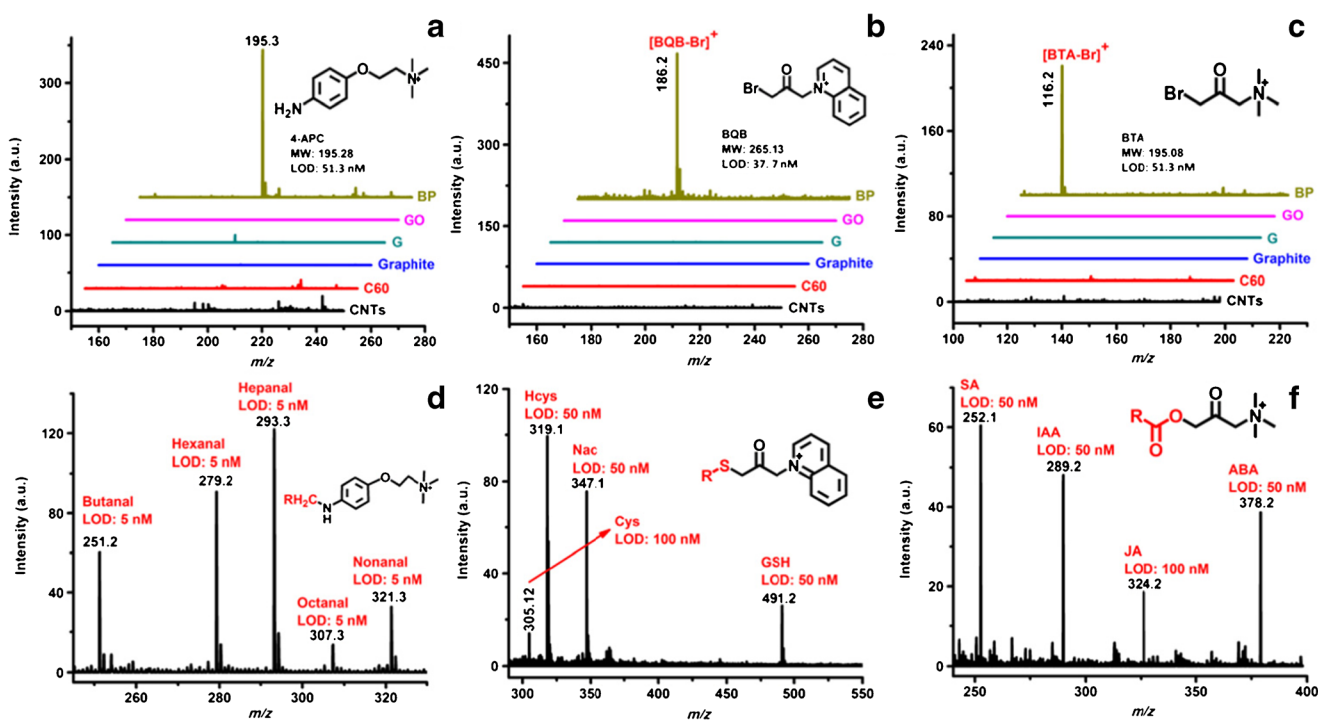 a
Intensity (a.u.)
300
200
100
0
195.3
O
N
+
H₂N
4-APC
MW: 195.28
LOD: 51.3 nM
BP
GO
G
Graphite
C60
CNTs
160 180 200 220 240 260 280
m/z
b
Intensity (a.u.)
450
300
150
0
[BQB-Br]⁺
186.2
Br
O
N
+
BQB
MW: 265.13
LOD: 37. 7 nM
BP
GO
G
Graphite
C60
CNTs
160 180 200 220 240 260 280
m/z
c
Intensity (a.u.)
240
160
80
0
[BTA-Br]⁺
116.2
Br
O
N
+
BTA
MW: 195.08
LOD: 51.3 nM
BP
GO
G
Graphite
C60
CNTs
100 120 140 160 180 200 220
m/z
d
Intensity (a.u.)
120
80
40
0
Butanal
LOD: 5 nM
251.2
Hexanal
LOD: 5 nM
279.2
Hepanal
LOD: 5 nM
293.3
Octanal
LOD: 5 nM
307.3
Nonanal
LOD: 5 nM
321.3
RH₂C
N
H
O
N
+
260 280 300 320
m/z
e
Intensity (a.u.)
120
80
40
0
Hcys
LOD: 50 nM
319.1
Nac
LOD: 50 nM
347.1
Cys
LOD: 100 nM
305.12
GSH
LOD: 50 nM
491.2
R
S
O
N
+
300 350 400 450 500 550
m/z
f
Intensity (a.u.)
60
40
20
0
SA
LOD: 50 nM
252.1
IAA
LOD: 50 nM
289.2
JA
LOD: 100 nM
324.2
ABA
LOD: 50 nM
378.2
R
O
O
O
N
+
250 300 350 400
m/z